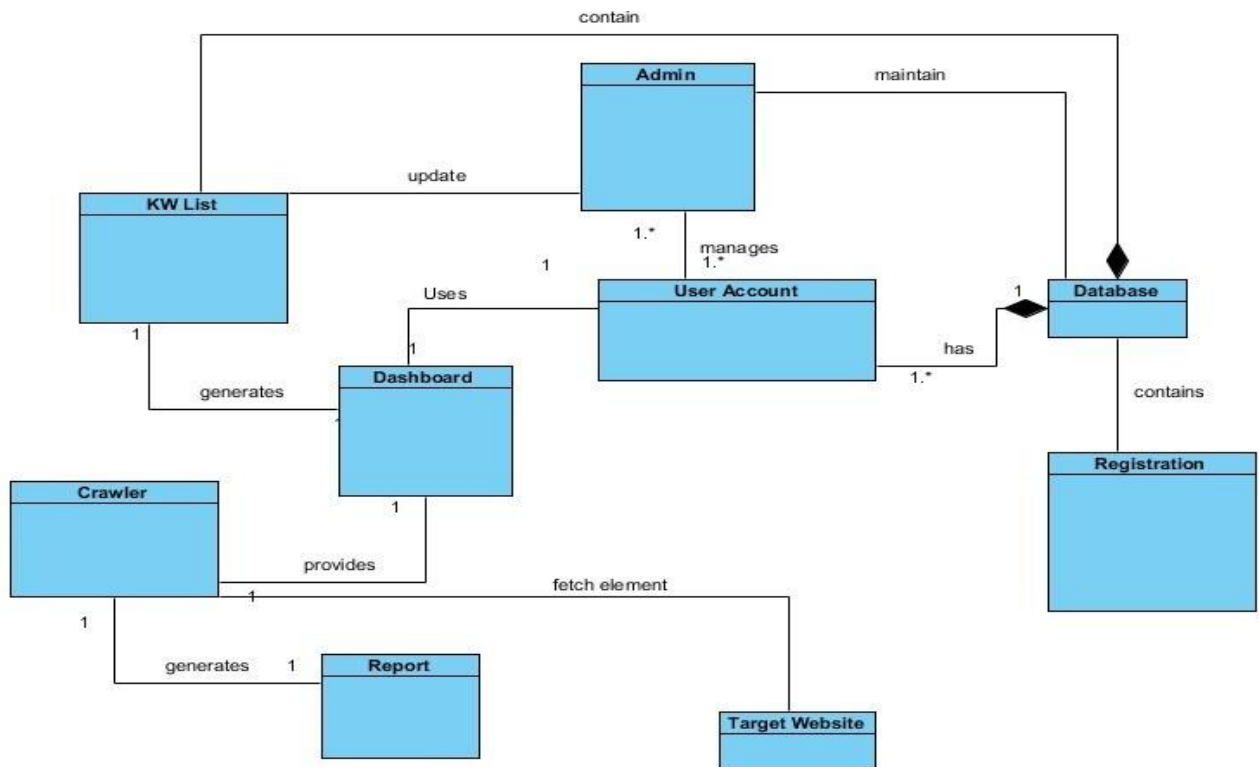 contain
Admin
maintain
update
KW List
1.*
manages
1.*
1
User Account
1
Database
Uses
1
1
has
1.*
Dashboard
generates
contains
Registration
Crawler
1
provides
1
fetch element
1
generates
1
Report
Target Website